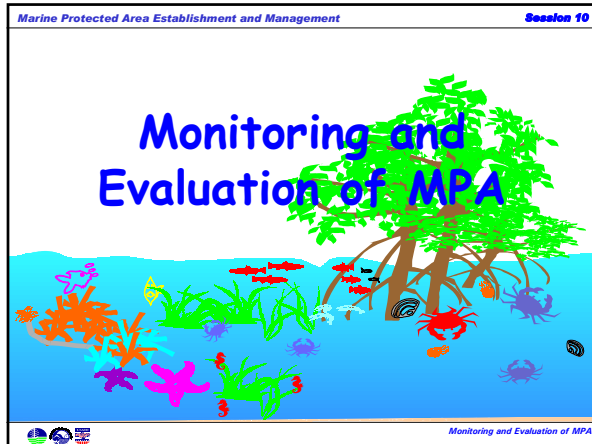 Marine Protected Area Establishment and Management Session 10
Monitoring and
Evaluation of MPA
Monitoring and Evaluation of MPA